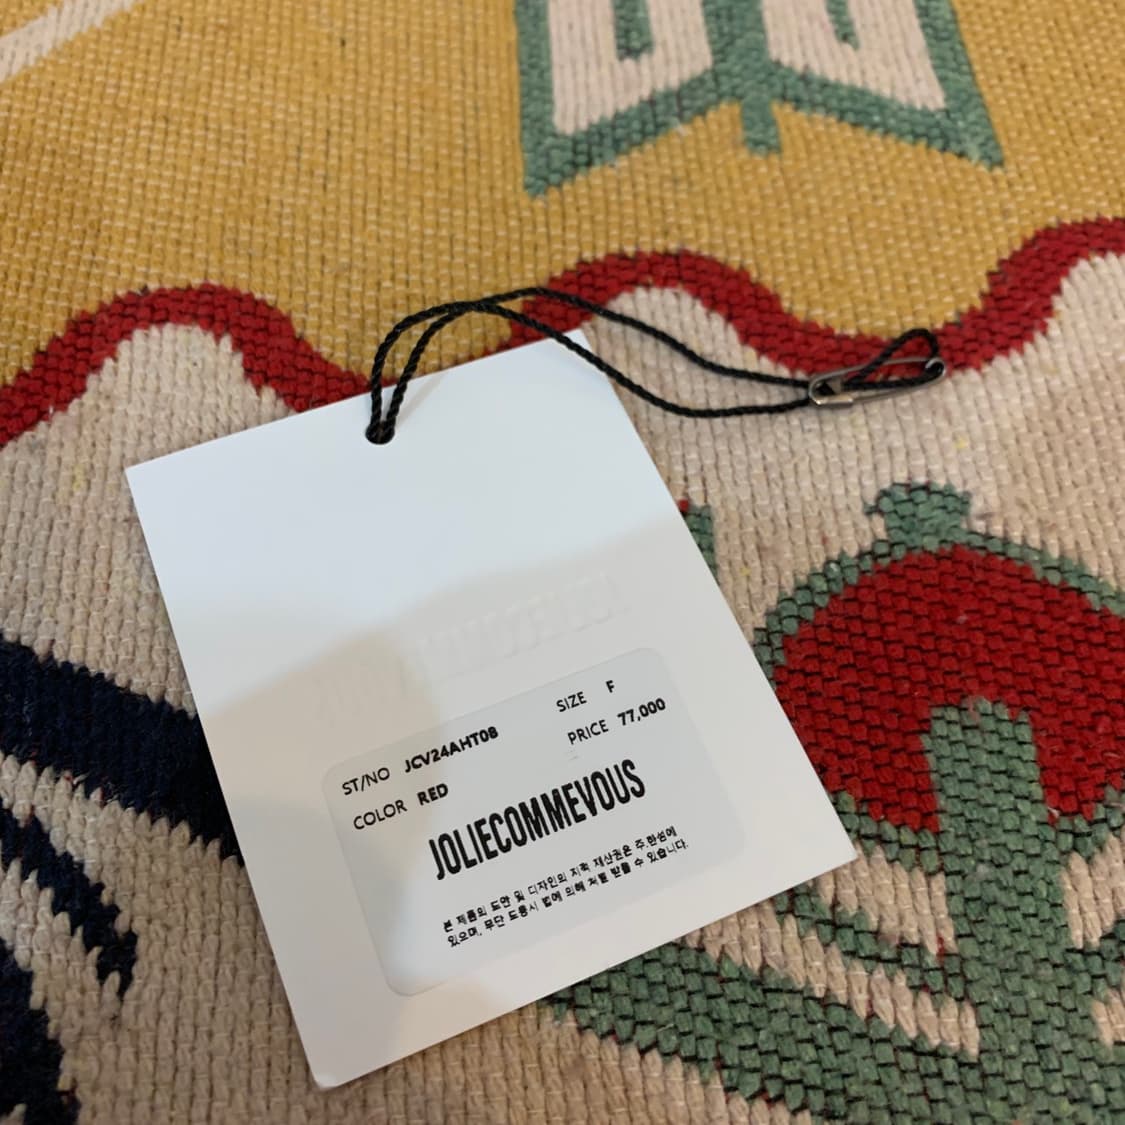 ST/NO JCV24AHT08 SIZE F
COLOR RED PRICE 77,000
JOLIECOMMEVOUS
본 제품의 도안 및 디자인의 지적 재산권은 주.한성에
있으며, 무단 도용시 법에 의해 처벌 받을 수 있습니다.